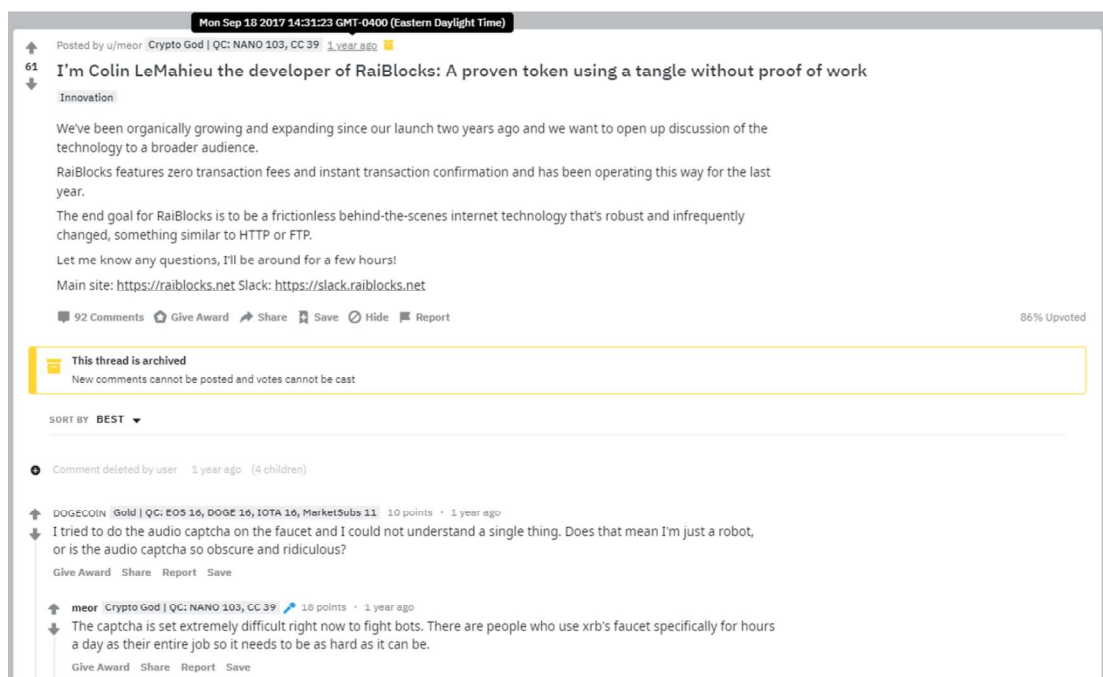 Mon Sep 18 2017 14:31:23 GMT-0400 (Eastern Daylight Time)
Posted by u/meor Crypto God | QC: NANO 103, CC 39 1 year ago
61
I'm Colin LeMahieu the developer of RaiBlocks: A proven token using a tangle without proof of work
Innovation
We've been organically growing and expanding since our launch two years ago and we want to open up discussion of the
technology to a broader audience.
RaiBlocks features zero transaction fees and instant transaction confirmation and has been operating this way for the last
year.
The end goal for RaiBlocks is to be a frictionless behind-the-scenes internet technology that's robust and infrequently
changed, something similar to HTTP or FTP.
Let me know any questions, I'll be around for a few hours!
Main site: https://raiblocks.net Slack: https://slack.raiblocks.net
92 Comments Give Award Share Save Hide Report 86% Upvoted
This thread is archived
New comments cannot be posted and votes cannot be cast
SORT BY BEST
Comment deleted by user 1 year ago (4 children)
DOGECOIN Gold | QC: EOS 16, DOGE 16, IOTA 16, MarketSubs 11 10 points · 1 year ago
I tried to do the audio captcha on the faucet and I could not understand a single thing. Does that mean I'm just a robot,
or is the audio captcha so obscure and ridiculous?
Give Award Share Report Save
meor Crypto God | QC: NANO 103, CC 39 18 points · 1 year ago
The captcha is set extremely difficult right now to fight bots. There are people who use xrb's faucet specifically for hours
a day as their entire job so it needs to be as hard as it can be.
Give Award Share Report Save